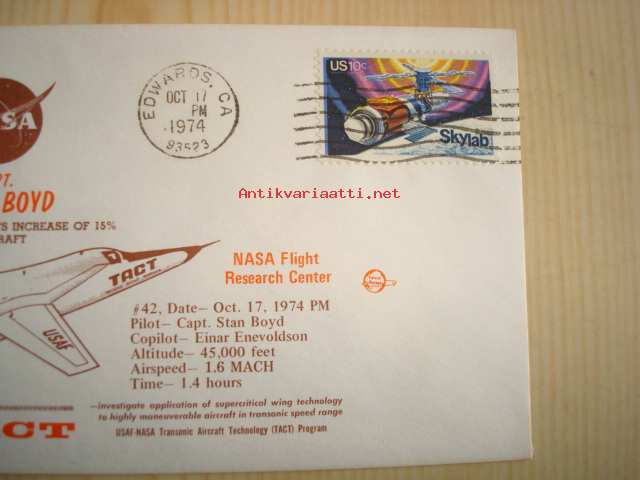 EDWARDS, CA
OCT 17
PM
1974
93523
US 10c
Skylab
SA
PT.
BOYD
S INCREASE OF 15%
RAFT
Antikvariaatti.net
TACT
USAF
NASA Flight
Research Center
#42, Date— Oct. 17, 1974 PM
Pilot— Capt. Stan Boyd
Copilot— Einar Enevoldson
Altitude— 45,000 feet
Airspeed— 1.6 MACH
Time— 1.4 hours
—investigate application of supercritical wing technology
to highly maneuverable aircraft in transonic speed range
ACT
USAF-NASA Transonic Aircraft Technology (TACT) Program